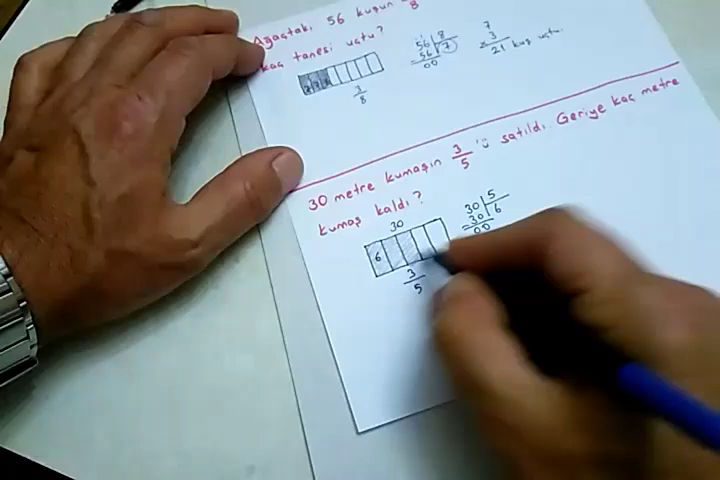 Ağaçtaki 56 kuşun 8
kaç tanesi uçtu?
56 8
56 7
00
7
3
21 kuş uçtu.
3
8
30 metre kumaşın 3/5 'ü satıldı. Geriye kaç metre
kumaş kaldı?
30
6
3
5
30 5
30 6
00